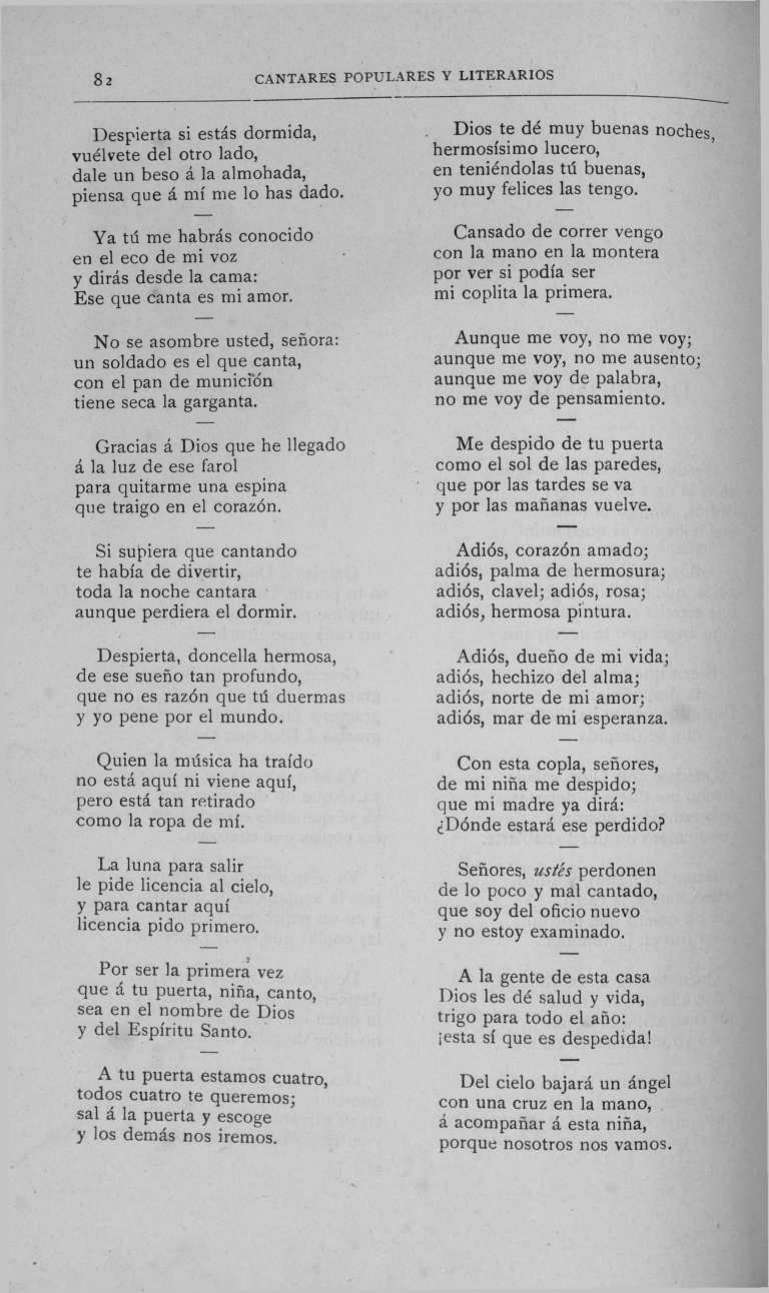 82
CANTARES POPULARES Y LITERARIOS
Despierta si estás dormida,
vuélvete del otro lado,
dale un beso á la almohada,
piensa que á mí me lo has dado.
—
Ya tú me habrás conocido
en el eco de mi voz
y dirás desde la cama:
Ese que canta es mi amor.
—
No se asombre usted, señora:
un soldado es el que canta,
con el pan de munición
tiene seca la garganta.
—
Gracias á Dios que he llegado
á la luz de ese farol
para quitarme una espina
que traigo en el corazón.
—
Si supiera que cantando
te había de divertir,
toda la noche cantara
aunque perdiera el dormir.
—
Despierta, doncella hermosa,
de ese sueño tan profundo,
que no es razón que tú duermas
y yo pene por el mundo.
—
Quien la música ha traído
no está aquí ni viene aquí,
pero está tan retirado
como la ropa de mí.
—
La luna para salir
le pide licencia al cielo,
y para cantar aquí
licencia pido primero.
—
Por ser la primera vez
que á tu puerta, niña, canto,
sea en el nombre de Dios
y del Espíritu Santo.
—
A tu puerta estamos cuatro,
todos cuatro te queremos;
sal á la puerta y escoge
y los demás nos iremos.
Dios te dé muy buenas noches,
hermosísimo lucero,
en teniéndolas tú buenas,
yo muy felices las tengo.
—
Cansado de correr vengo
con la mano en la montera
por ver si podía ser
mi coplita la primera.
—
Aunque me voy, no me voy;
aunque me voy, no me ausento;
aunque me voy de palabra,
no me voy de pensamiento.
—
Me despido de tu puerta
como el sol de las paredes,
que por las tardes se va
y por las mañanas vuelve.
—
Adiós, corazón amado;
adiós, palma de hermosura;
adiós, clavel; adiós, rosa;
adiós, hermosa pintura.
—
Adiós, dueño de mi vida;
adiós, hechizo del alma;
adiós, norte de mi amor;
adiós, mar de mi esperanza.
—
Con esta copla, señores,
de mi niña me despido;
que mi madre ya dirá:
¿Dónde estará ese perdido?
—
Señores, ustés perdonen
de lo poco y mal cantado,
que soy del oficio nuevo
y no estoy examinado.
—
A la gente de esta casa
Dios les dé salud y vida,
trigo para todo el año:
¡esta sí que es despedida!
—
Del cielo bajará un ángel
con una cruz en la mano,
á acompañar á esta niña,
porque nosotros nos vamos.